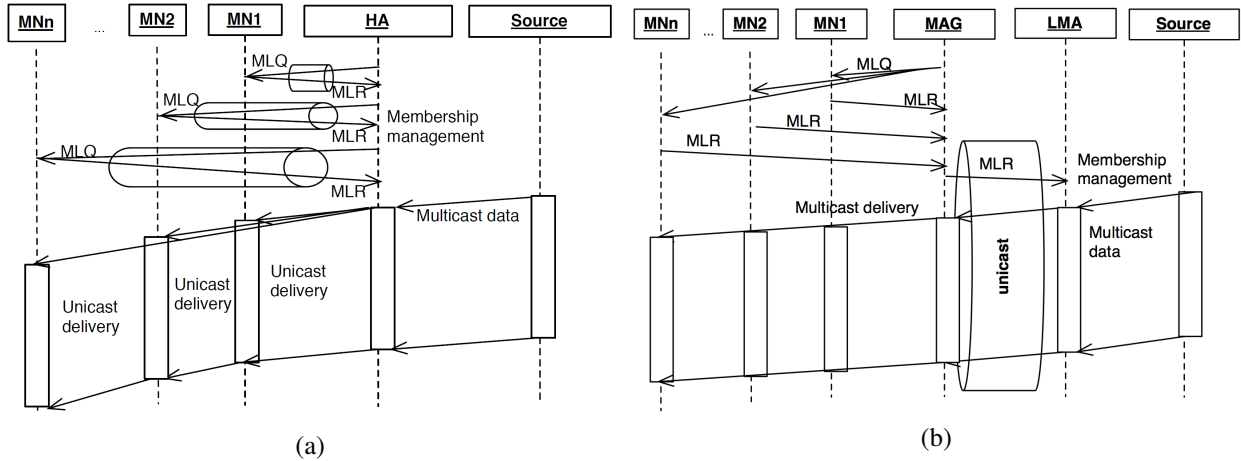 MNn ... MN2 MN1 HA Source
MLQ
MLR
MLQ
MLR
Membership
management
MLQ
MLR
Multicast data
Unicast
delivery
Unicast
delivery
Unicast
delivery
(a)
MNn ... MN2 MN1 MAG LMA Source
MLQ
MLR
MLR
MLR
MLR
Membership
management
Multicast delivery
Multicast
data
unicast
(b)